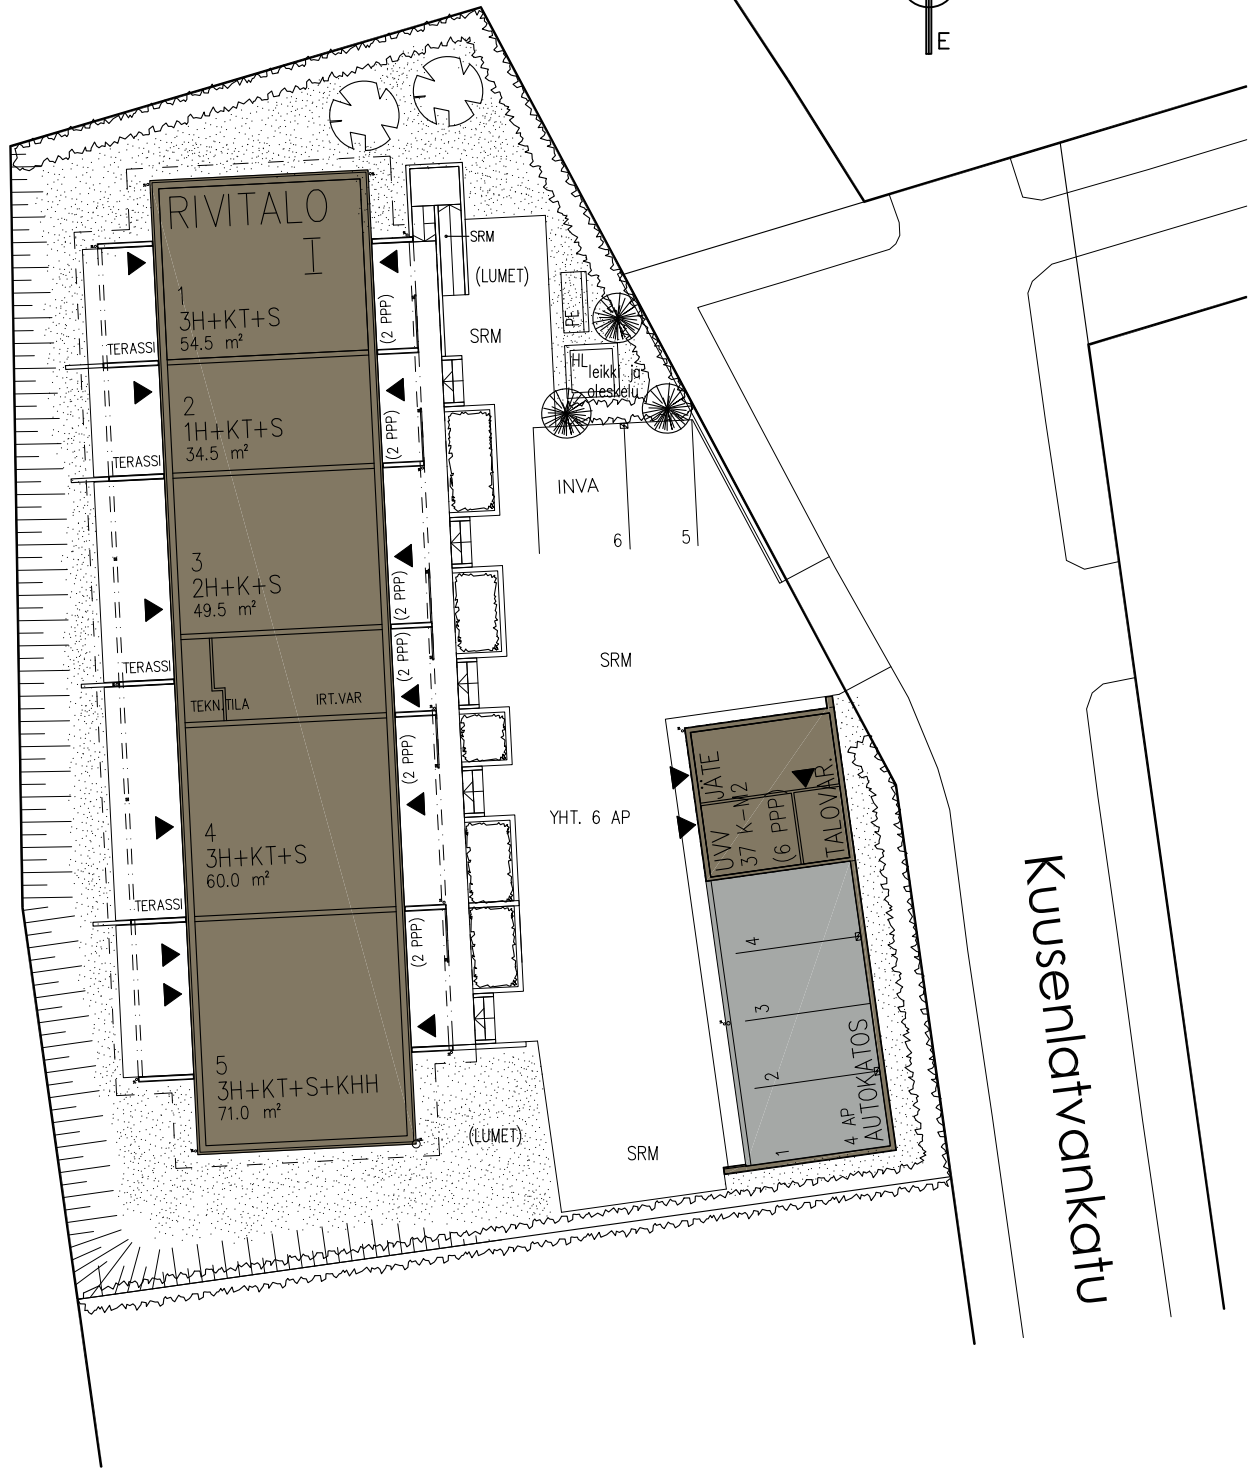 E
RIVITALO
I
1
3H+KT+S
54.5 m²
TERASSI
(2 PPP)
SRM
(LUMET)
SRM
PE
HL
leikki ja
oleskelu
2
1H+KT+S
34.5 m²
TERASSI
(2 PPP)
INVA
6
5
3
2H+K+S
49.5 m²
TERASSI
(2 PPP)
(2 PPP)
SRM
TEKN.TILA
IRT.VAR
(2 PPP)
YHT. 6 AP
4
3H+KT+S
60.0 m²
TERASSI
(2 PPP)
5
3H+KT+S+KHH
71.0 m²
(LUMET)
SRM
JÄTE
UVV
37 K-M2
(6 PPP)
TALOVAR.
4
3
2
1
4 AP
AUTOKATOS
Kuusenlatvankatu